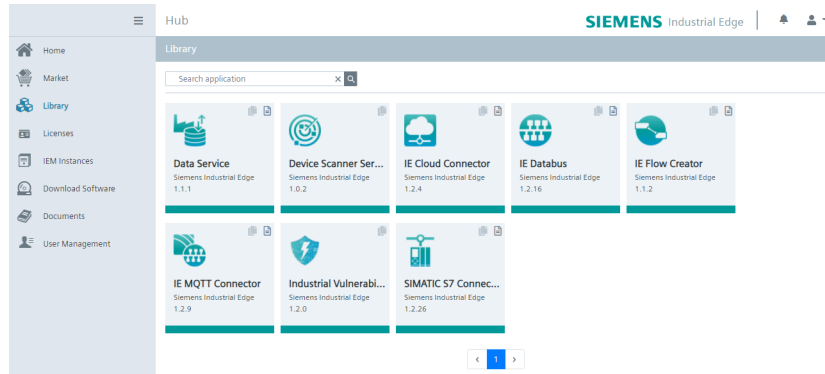 Hub
SIEMENS Industrial Edge
Home
Market
Library
Licenses
IEM Instances
Download Software
Documents
User Management
Library
Search application
Data Service
Siemens Industrial Edge
1.1.1
Device Scanner Ser...
Siemens Industrial Edge
1.0.2
IE Cloud Connector
Siemens Industrial Edge
1.2.4
IE Databus
Siemens Industrial Edge
1.2.16
IE Flow Creator
Siemens Industrial Edge
1.1.2
IE MQTT Connector
Siemens Industrial Edge
1.2.9
Industrial Vulnerabi...
Siemens Industrial Edge
1.2.0
SIMATIC S7 Connec...
Siemens Industrial Edge
1.2.26
1